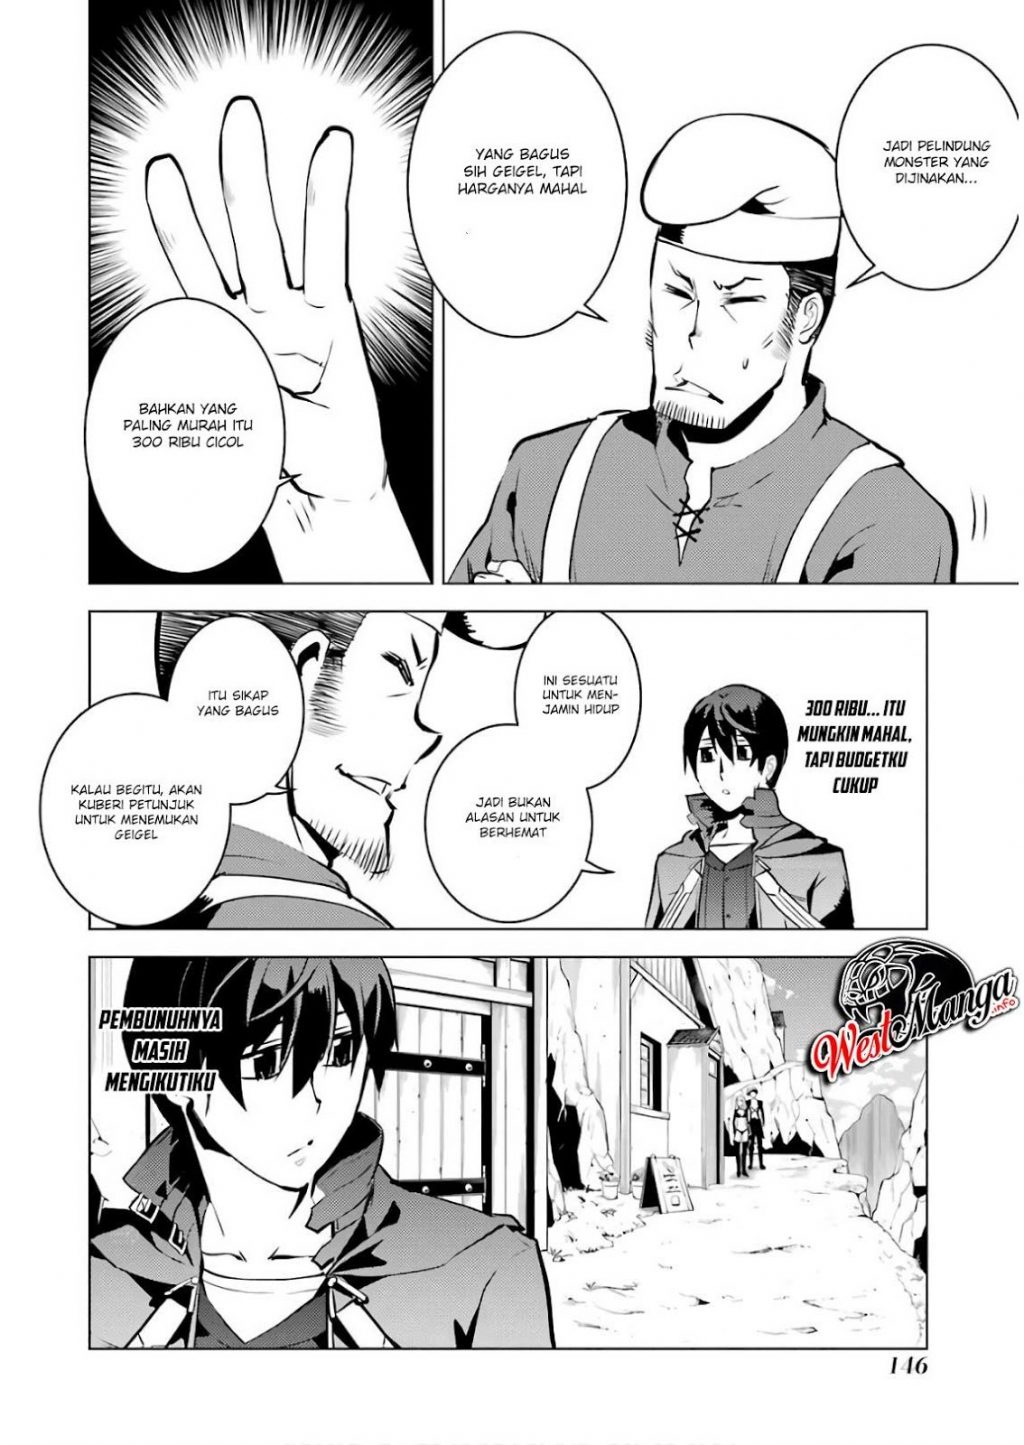 JADI PELINDUNG
MONSTER YANG
DIJINAKAN...
YANG BAGUS
SIH GEIGEL, TAPI
HARGANYA MAHAL
BAHKAN YANG
PALING MURAH ITU
300 RIBU CICOL
300 RIBU... ITU
MUNGKIN MAHAL,
TAPI BUDGETKU
CUKUP
INI SESUATU
UNTUK MEN-
JAMIN HIDUP
JADI BUKAN
ALASAN UNTUK
BERHEMAT
ITU SIKAP
YANG BAGUS
KALAU BEGITU, AKAN
KUBERI PETUNJUK
UNTUK MENEMUKAN
GEIGEL
WestManga
.info
PEMBUNUHNYA
MASIH
MENGIKUTIKU
146